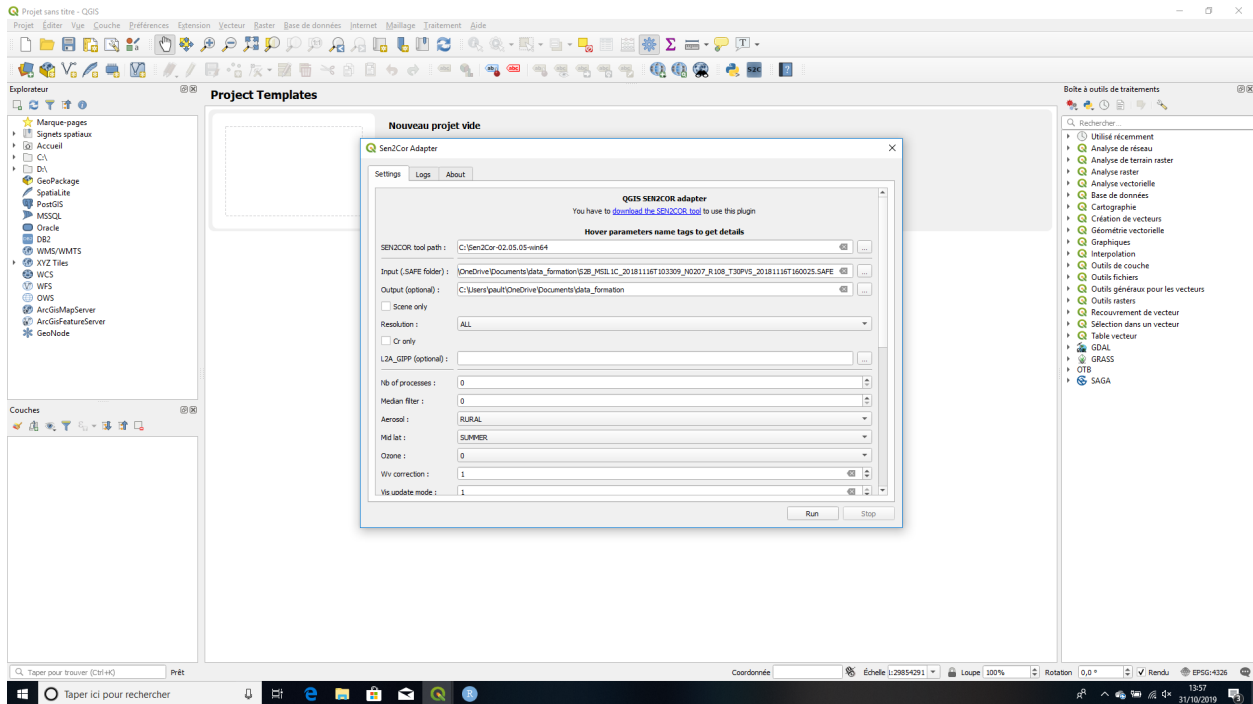 Projet sans titre - QGIS
Projet Éditer Vue Couche Préférences Extension Vecteur Raster Base de données Internet Maillage Traitement Aide
Explorateur
Marque-pages
Signets spatiaux
Accueil
C:\
D:\
GeoPackage
SpatiaLite
PostGIS
MSSQL
Oracle
DB2
WMS/WMTS
XYZ Tiles
WCS
WFS
OWS
ArcGisMapServer
ArcGisFeatureServer
GeoNode
Couches
Project Templates
Nouveau projet vide
Sen2Cor Adapter
Settings Logs About
QGIS SEN2COR adapter
You have to download the SEN2COR tool to use this plugin
Hover parameters name tags to get details
SEN2COR tool path : C:\Sen2Cor-02.05.05-win64 ...
Input (.SAFE folder) : \OneDrive\Documents\data_formation\S2B_MSIL1C_20181116T103309_N0207_R108_T30PVS_20181116T160025.SAFE ...
Output (optional) : C:\Users\pault\OneDrive\Documents\data_formation ...
Scene only
Resolution : ALL
Cr only
L2A_GIPP (optional) : ...
Nb of processes : 0
Median filter : 0
Aerosol : RURAL
Mid lat : SUMMER
Ozone : 0
Wv correction : 1
Vis update mode : 1
Run Stop
Boîte à outils de traitements
Rechercher...
Utilisé récemment
Analyse de réseau
Analyse de terrain raster
Analyse raster
Analyse vectorielle
Base de données
Cartographie
Création de vecteurs
Géométrie vectorielle
Graphiques
Interpolation
Outils de couche
Outils fichiers
Outils généraux pour les vecteurs
Outils rasters
Recouvrement de vecteur
Sélection dans un vecteur
Table vecteur
GDAL
GRASS
OTB
SAGA
Taper pour trouver (Ctrl+K) Prêt Coordonnée Échelle 1:29854291 Loupe 100% Rotation 0,0 ° Rendu EPSG:4326
Taper ici pour rechercher
13:57
31/10/2019